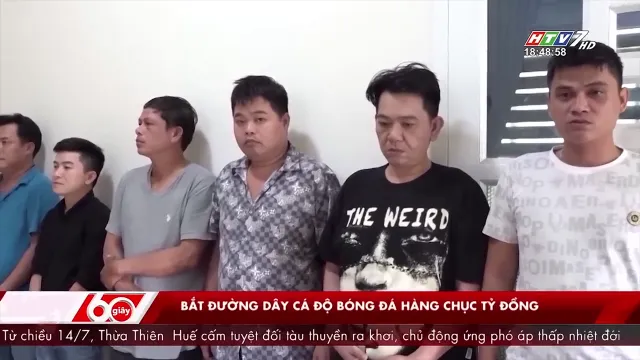 HTV7 HD
18:48:58
THE WEIRD
60 giây
BẮT ĐƯỜNG DÂY CÁ ĐỘ BÓNG ĐÁ HÀNG CHỤC TỶ ĐỒNG
Từ chiều 14/7, Thừa Thiên Huế cấm tuyệt đối tàu thuyền ra khơi, chủ động ứng phó áp thấp nhiệt đới